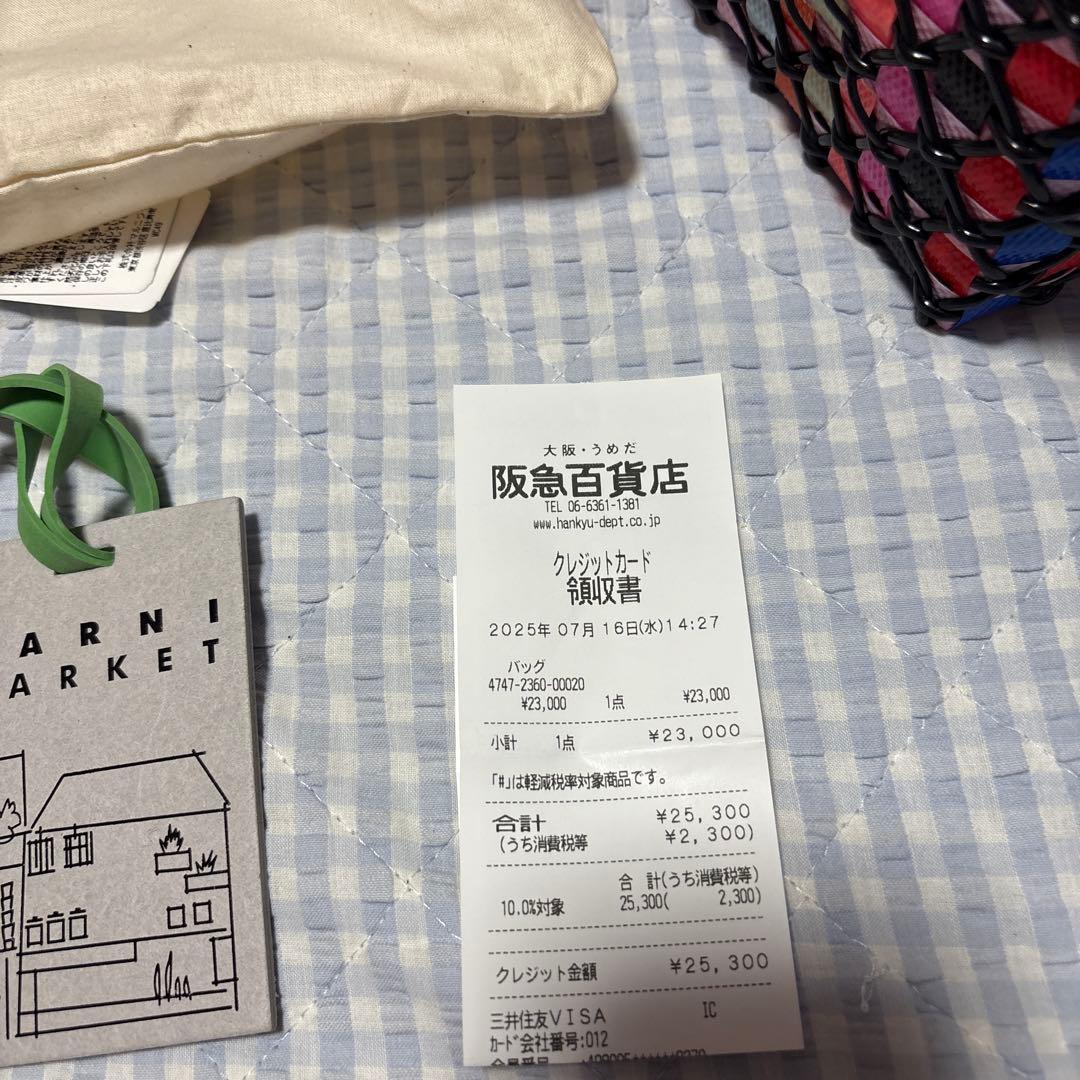 大阪・うめだ
阪急百貨店
TEL 06-6361-1381
www.hankyu-dept.co.jp
クレジットカード
領収書
2025年 07月 16日(水)14:27
バッグ
4747-2360-00020
¥23,000 1点 ¥23,000
小計 1点 ¥23,000
「#」は軽減税率対象商品です。
合計 ¥25,300
(うち消費税等 ¥2,300)
合 計(うち消費税等)
10.0%対象 25,300( 2,300)
クレジット金額 ¥25,300
三井住友VISA IC
カード会社番号:012
ARNI
ARKET